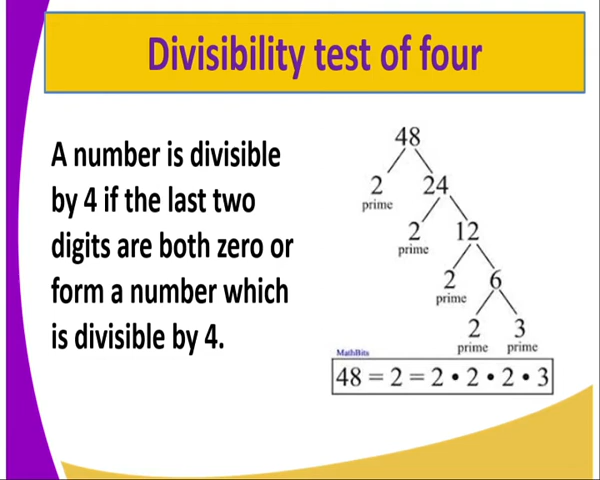 Divisibility test of four
A number is divisible
by 4 if the last two
digits are both zero or
form a number which
is divisible by 4.
48
2 24
prime
2 12
prime
2 6
prime
2 3
prime prime
MathBits
48 = 2 = 2 • 2 • 2 • 3